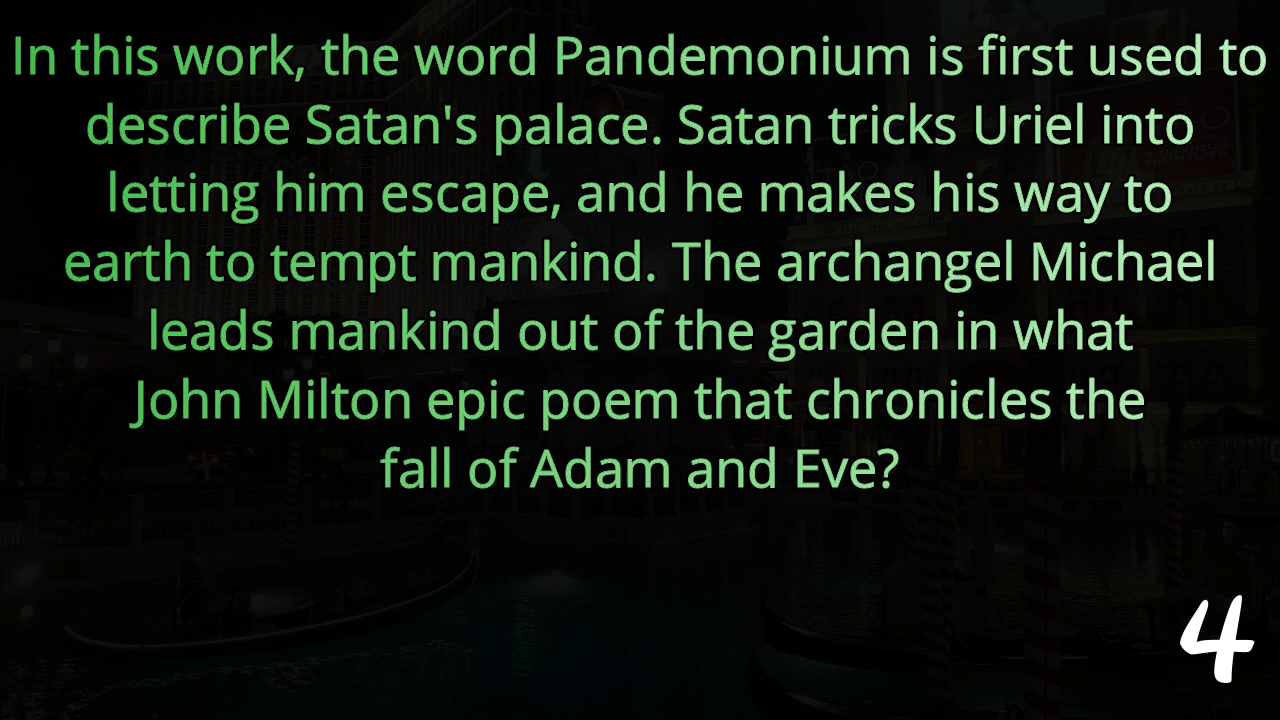 In this work, the word Pandemonium is first used to
describe Satan's palace. Satan tricks Uriel into
letting him escape, and he makes his way to
earth to tempt mankind. The archangel Michael
leads mankind out of the garden in what
John Milton epic poem that chronicles the
fall of Adam and Eve?
4